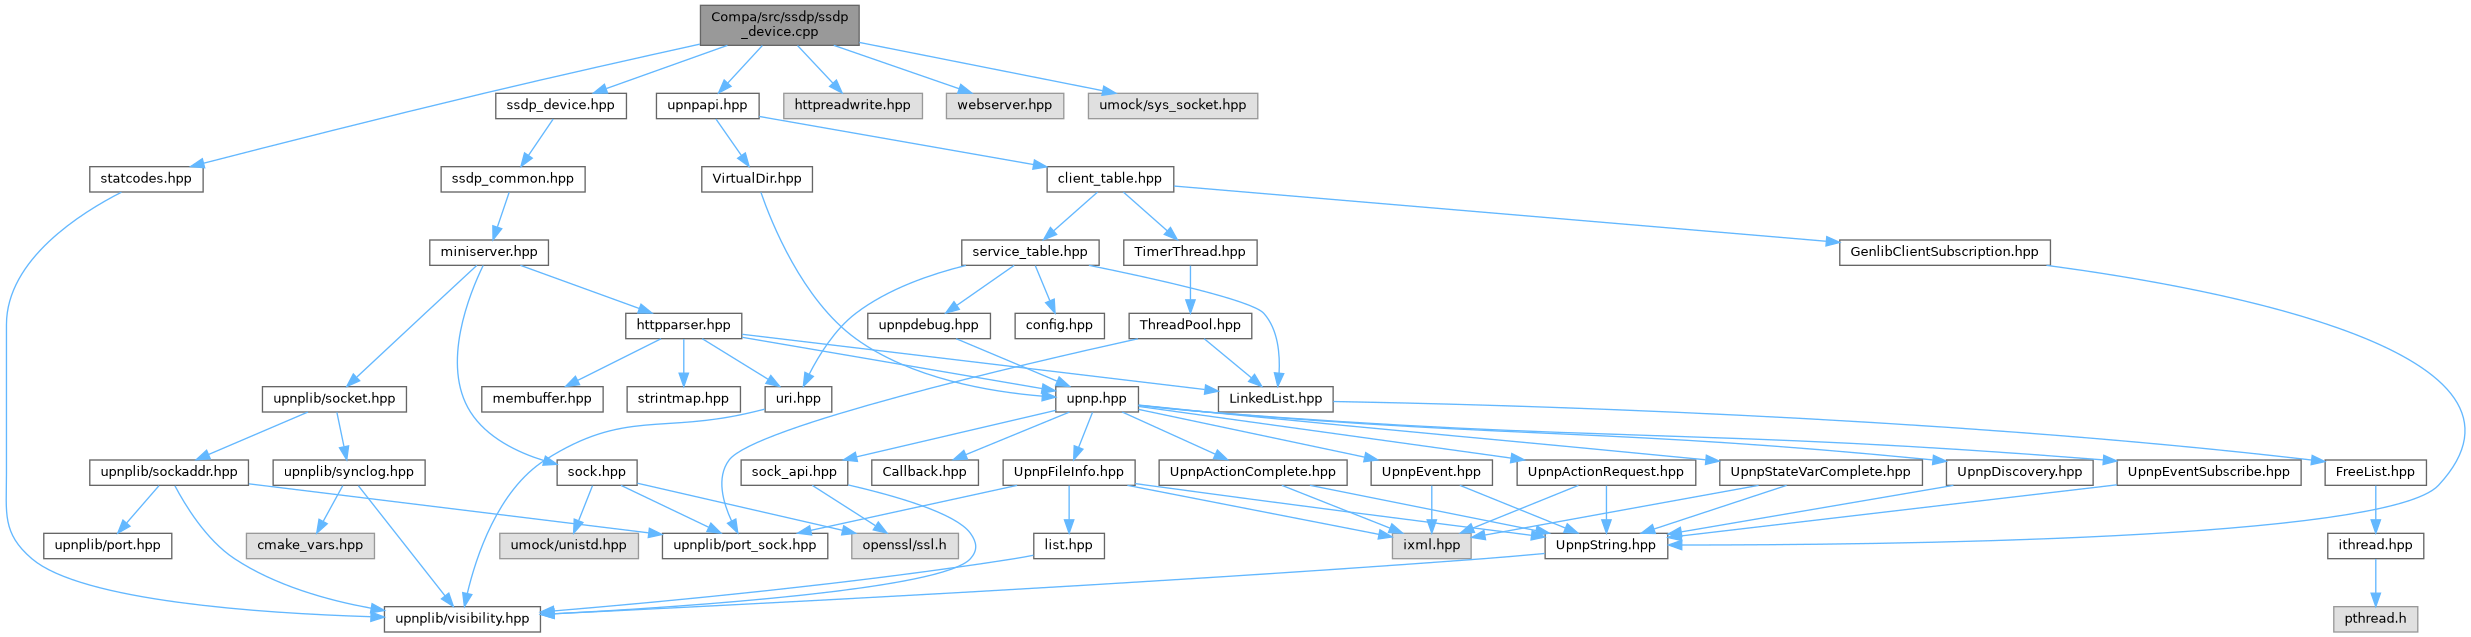 Compa/src/ssdp/ssdp
_device.cpp
ssdp_device.hpp
upnpapi.hpp
httpreadwrite.hpp
webserver.hpp
umock/sys_socket.hpp
statcodes.hpp
ssdp_common.hpp
VirtualDir.hpp
client_table.hpp
miniserver.hpp
service_table.hpp
TimerThread.hpp
GenlibClientSubscription.hpp
httpparser.hpp
upnpdebug.hpp
config.hpp
ThreadPool.hpp
upnplib/socket.hpp
membuffer.hpp
strintmap.hpp
uri.hpp
upnp.hpp
LinkedList.hpp
upnplib/sockaddr.hpp
upnplib/synclog.hpp
sock.hpp
sock_api.hpp
Callback.hpp
UpnpFileInfo.hpp
UpnpActionComplete.hpp
UpnpEvent.hpp
UpnpActionRequest.hpp
UpnpStateVarComplete.hpp
UpnpDiscovery.hpp
UpnpEventSubscribe.hpp
FreeList.hpp
upnplib/port.hpp
cmake_vars.hpp
umock/unistd.hpp
upnplib/port_sock.hpp
openssl/ssl.h
list.hpp
ixml.hpp
UpnpString.hpp
ithread.hpp
upnplib/visibility.hpp
pthread.h